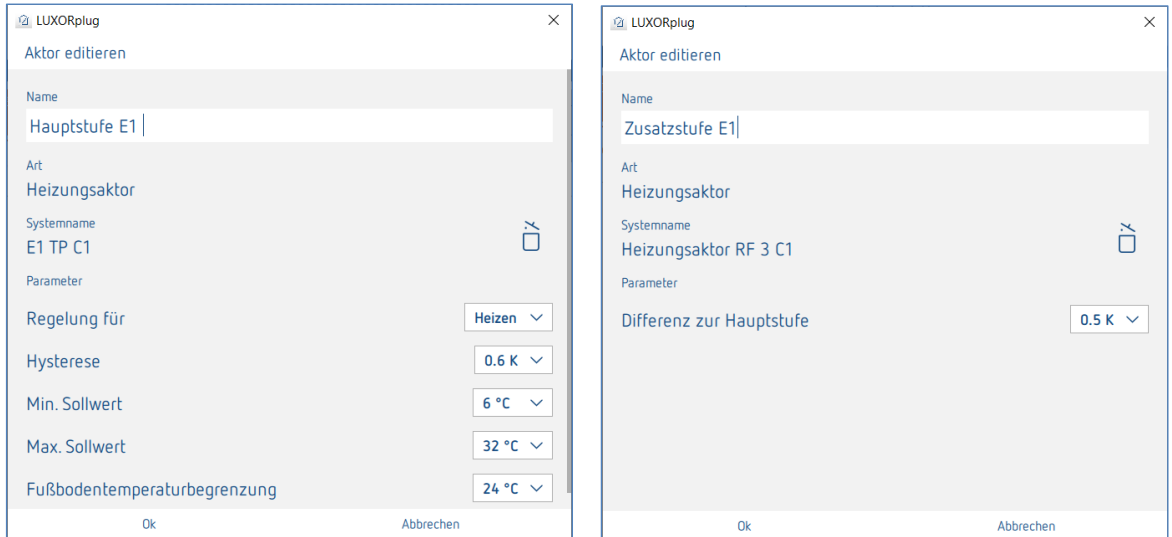 LUXORplug
Aktor editieren
Name
Hauptstufe E1
Art
Heizungsaktor
Systemname
E1 TP C1
Parameter
Regelung für
Heizen
Hysterese
0.6 K
Min. Sollwert
6 °C
Max. Sollwert
32 °C
Fußbodentemperaturbegrenzung
24 °C
Ok
Abbrechen
LUXORplug
Aktor editieren
Name
Zusatzstufe E1
Art
Heizungsaktor
Systemname
Heizungsaktor RF 3 C1
Parameter
Differenz zur Hauptstufe
0.5 K
Ok
Abbrechen